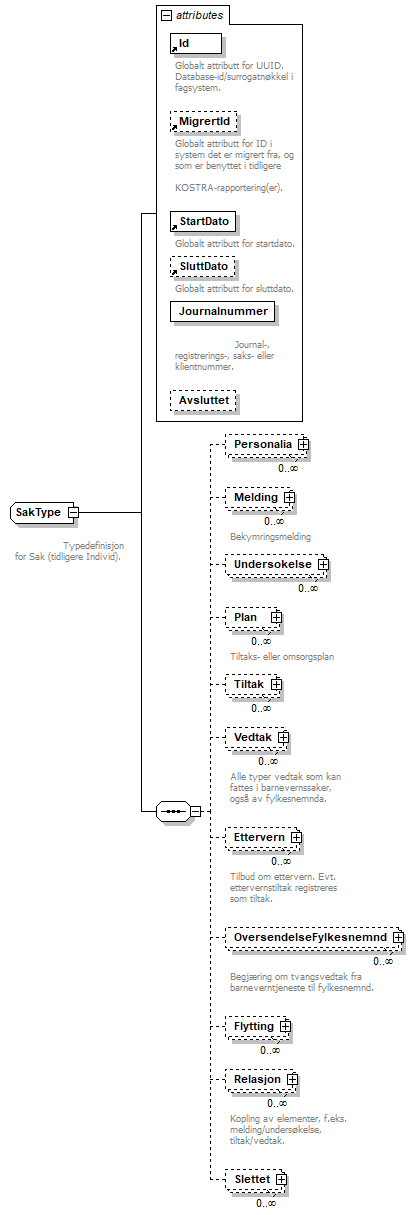 attributes
Id
Globalt attributt for UUID.
Database-id/surrogatnøkkel i
fagsystem.
MigrertId
Globalt attributt for ID i
system det er migrert fra, og
som er benyttet i tidligere
KOSTRA-rapportering(er).
StartDato
Globalt attributt for startdato.
SluttDato
Globalt attributt for sluttdato.
Journalnummer
Journal-,
registrerings-, saks- eller
klientnummer.
Avsluttet
SakType
Typedefinisjon
for Sak (tidligere Individ).
Personalia
0..∞
Melding
0..∞
Bekymringsmelding
Undersokelse
0..∞
Plan
0..∞
Tiltaks- eller omsorgsplan
Tiltak
0..∞
Vedtak
0..∞
Alle typer vedtak som kan
fattes i barnevernssaker,
også av fylkesnemnda.
Ettervern
0..∞
Tilbud om ettervern. Evt.
ettervernstiltak registreres
som tiltak.
OversendelseFylkesnemnd
0..∞
Begjæring om tvangsvedtak fra
barneverntjeneste til fylkesnemnd.
Flytting
0..∞
Relasjon
0..∞
Kopling av elementer, f.eks.
melding/undersøkelse,
tiltak/vedtak.
Slettet
0..∞